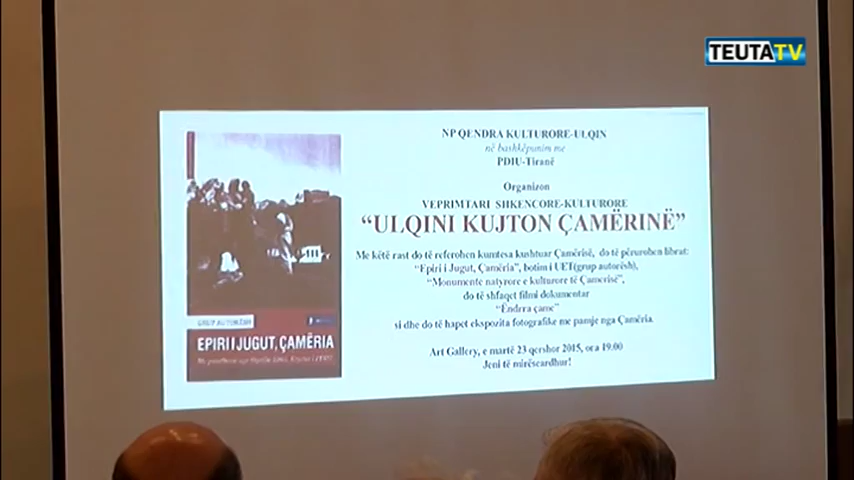 TEUTA TV
NP QENDRA KULTURORE-ULQIN
në bashkëpunim me
PDIU-Tiranë
Organizon
VEPRIMTARI SHKENCORE-KULTURORE
“ULQINI KUJTON ÇAMËRINË”
Me këtë rast do të referohen kumtesa kushtuar Çamërisë, do të përurohen librat:
“Epiri i Jugut, Çamëria”, botim i UET(grup autorësh),
“Monumente natyrore e kulturore të Çamërisë”,
do të shfaqet filmi dokumentar
“Ëndrra çame”
si dhe do të hapet ekspozita fotografike me pamje nga Çamëria.
Art Gallery, e martë 23 qershor 2015, ora 19.00
Jeni të mirëseardhur!
GRUP AUTORËSH
EPIRI I JUGUT, ÇAMËRIA